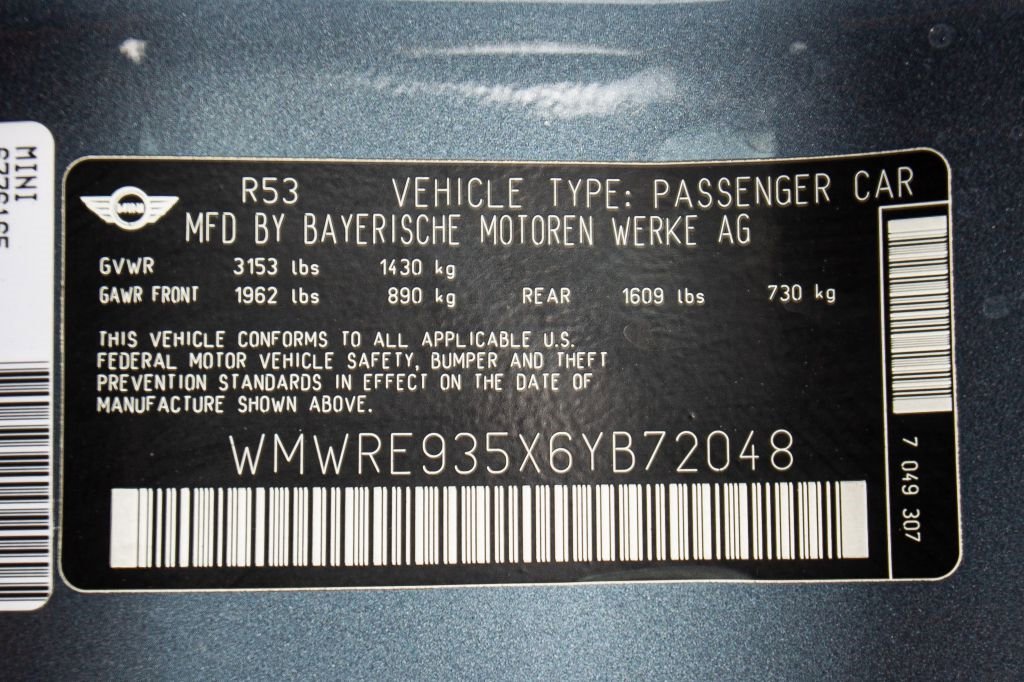 R53 VEHICLE TYPE: PASSENGER CAR
MFD BY BAYERISCHE MOTOREN WERKE AG
GVWR 3153 lbs 1430 kg
GAWR FRONT 1962 lbs 890 kg REAR 1609 lbs 730 kg
THIS VEHICLE CONFORMS TO ALL APPLICABLE U.S.
FEDERAL MOTOR VEHICLE SAFETY, BUMPER AND THEFT
PREVENTION STANDARDS IN EFFECT ON THE DATE OF
MANUFACTURE SHOWN ABOVE.
WMWRE935X6YB72048
7 049 307
MINI